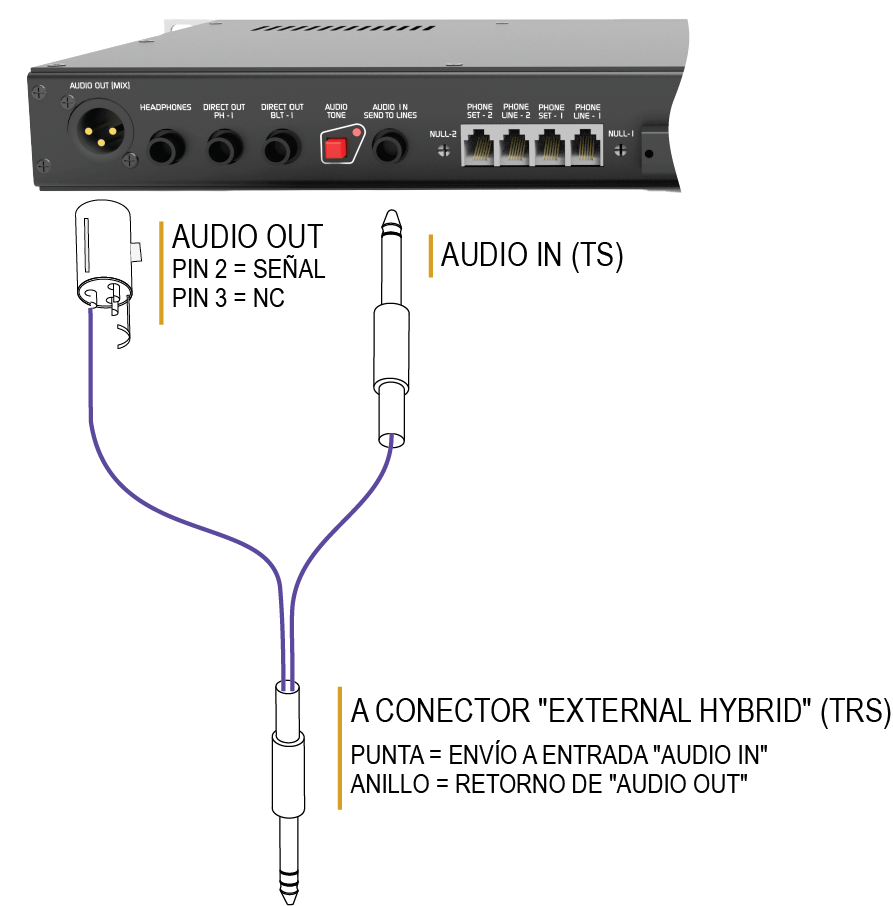 AUDIO OUT [MIX]
HEADPHONES
DIRECT OUT
PH - 1
DIRECT OUT
BLT - 1
AUDIO
TONE
AUDIO IN
SEND TO LINES
PHONE
SET - 2
PHONE
LINE - 2
PHONE
SET - 1
PHONE
LINE - 1
NULL-2
NULL-1
AUDIO OUT
PIN 2 = SEÑAL
PIN 3 = NC
AUDIO IN (TS)
A CONECTOR "EXTERNAL HYBRID" (TRS)
PUNTA = ENVÍO A ENTRADA "AUDIO IN"
ANILLO = RETORNO DE "AUDIO OUT"